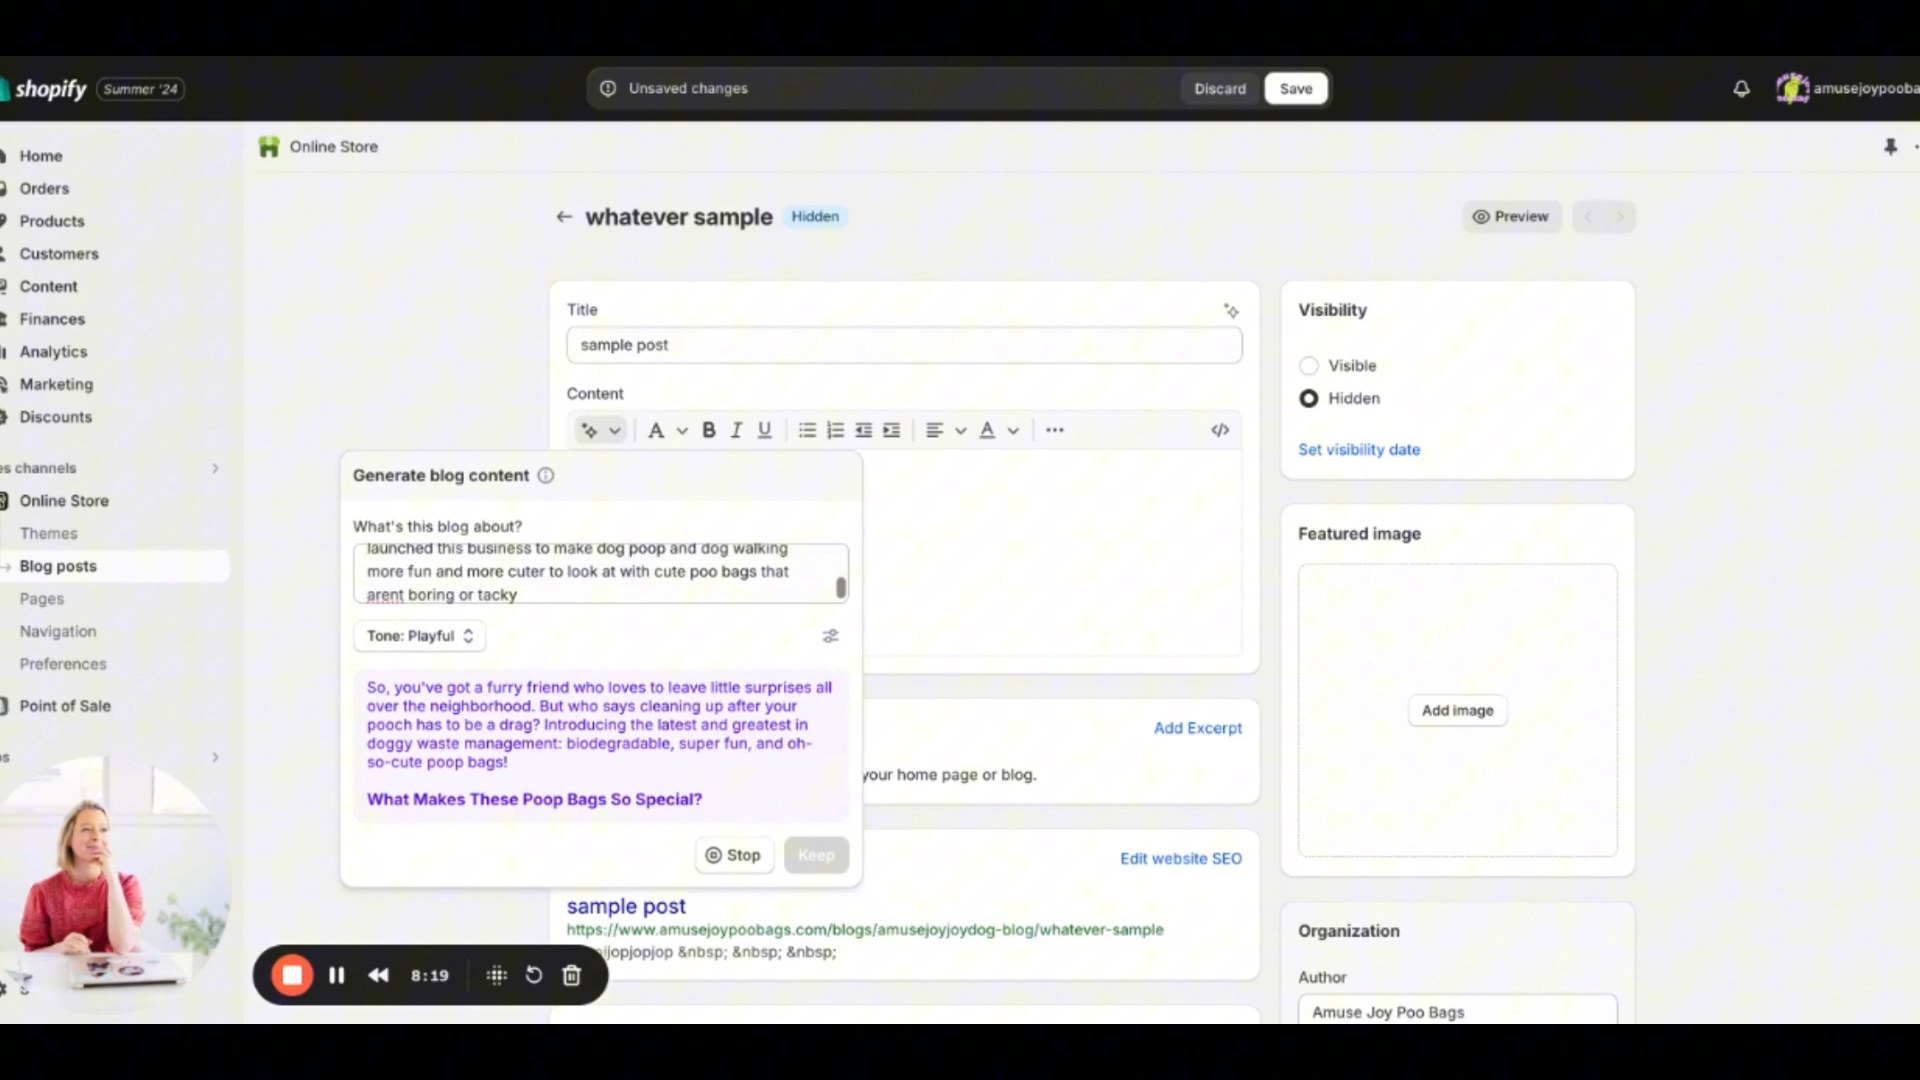 shopify Summer '24 Unsaved changes Discard Save amusejoypooba
Online Store
Home
Orders
Products
Customers
Content
Finances
Analytics
Marketing
Discounts
es channels
Online Store
Themes
Blog posts
Pages
Navigation
Preferences
Point of Sale
whatever sample Hidden Preview
Title
sample post
Content
A B I U A
Generate blog content
What's this blog about?
launched this business to make dog poop and dog walking
more fun and more cuter to look at with cute poo bags that
arent boring or tacky
Tone: Playful
So, you've got a furry friend who loves to leave little surprises all
over the neighborhood. But who says cleaning up after your
pooch has to be a drag? Introducing the latest and greatest in
doggy waste management: biodegradable, super fun, and oh-
so-cute poop bags!
What Makes These Poop Bags So Special?
Stop Keep
Add Excerpt
your home page or blog.
Edit website SEO
sample post
https://www.amusejoypoobags.com/blogs/amusejoyjoydog-blog/whatever-sample
ijopjopjop &nbsp; &nbsp; &nbsp;
8:19
Visibility
Visible
Hidden
Set visibility date
Featured image
Add image
Organization
Author
Amuse Joy Poo Bags